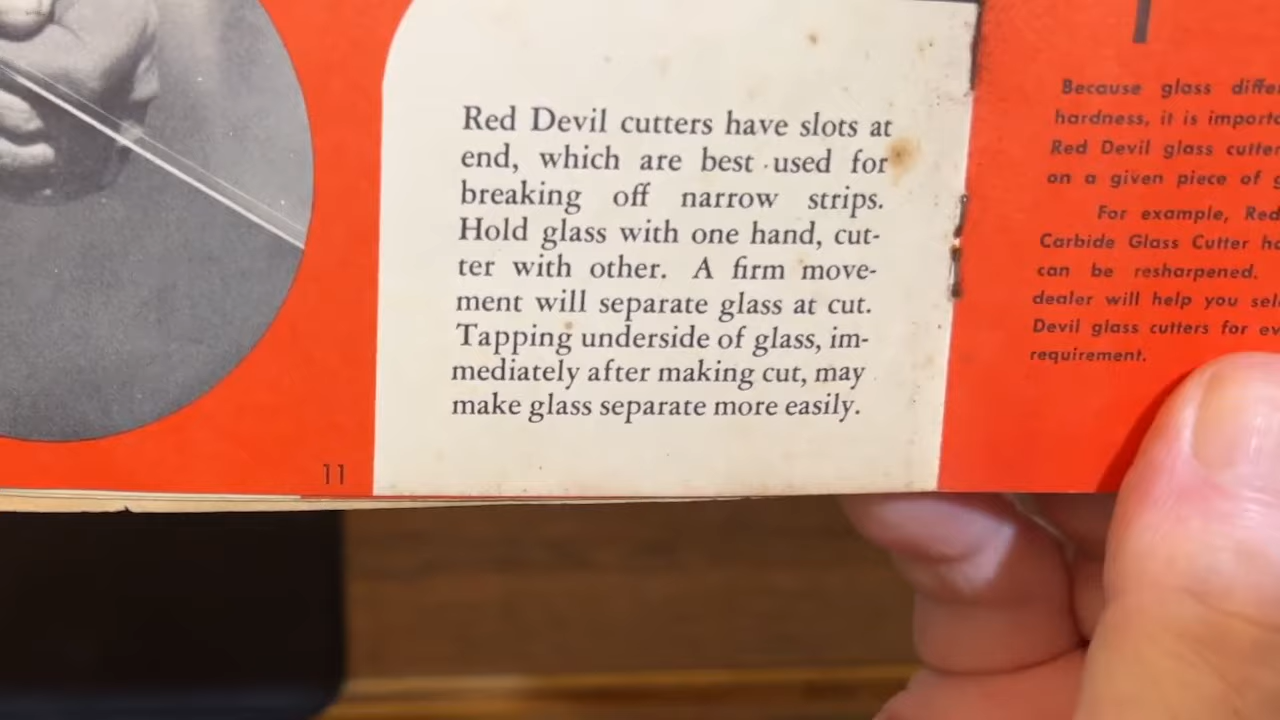 Red Devil cutters have slots at
end, which are best used for
breaking off narrow strips.
Hold glass with one hand, cut-
ter with other. A firm move-
ment will separate glass at cut.
Tapping underside of glass, im-
mediately after making cut, may
make glass separate more easily.
11
Because glass
hardness, it is
Red Devil glass
on a given piece of
For example, Red
Carbide Glass Cutter
can be resharpened.
dealer will help you
Devil glass cutters for
requirement.